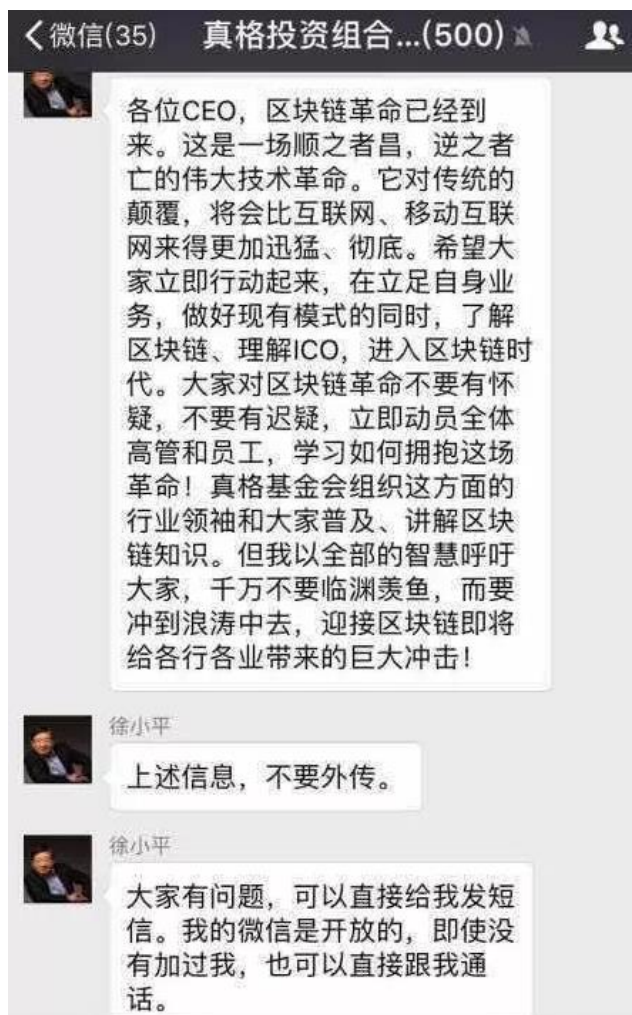 微信(35)
真格投资组合...(500)
各位CEO，区块链革命已经到
来。这是一场顺之者昌，逆之者
亡的伟大技术革命。它对传统的
颠覆，将会比互联网、移动互联
网来得更加迅猛、彻底。希望大
家立即行动起来，在立足自身业
务，做好现有模式的同时，了解
区块链、理解ICO，进入区块链时
代。大家对区块链革命不要有怀
疑，不要有迟疑，立即动员全体
高管和员工，学习如何拥抱这场
革命！真格基金会组织这方面的
行业领袖和大家普及、讲解区块
链知识。但我以全部的智慧呼吁
大家，千万不要临渊羡鱼，而要
冲到浪涛中去，迎接区块链即将
给各行各业带来的巨大冲击！
徐小平
上述信息，不要外传。
徐小平
大家有问题，可以直接给我发短
信。我的微信是开放的，即使没
有加过我，也可以直接跟我通
话。